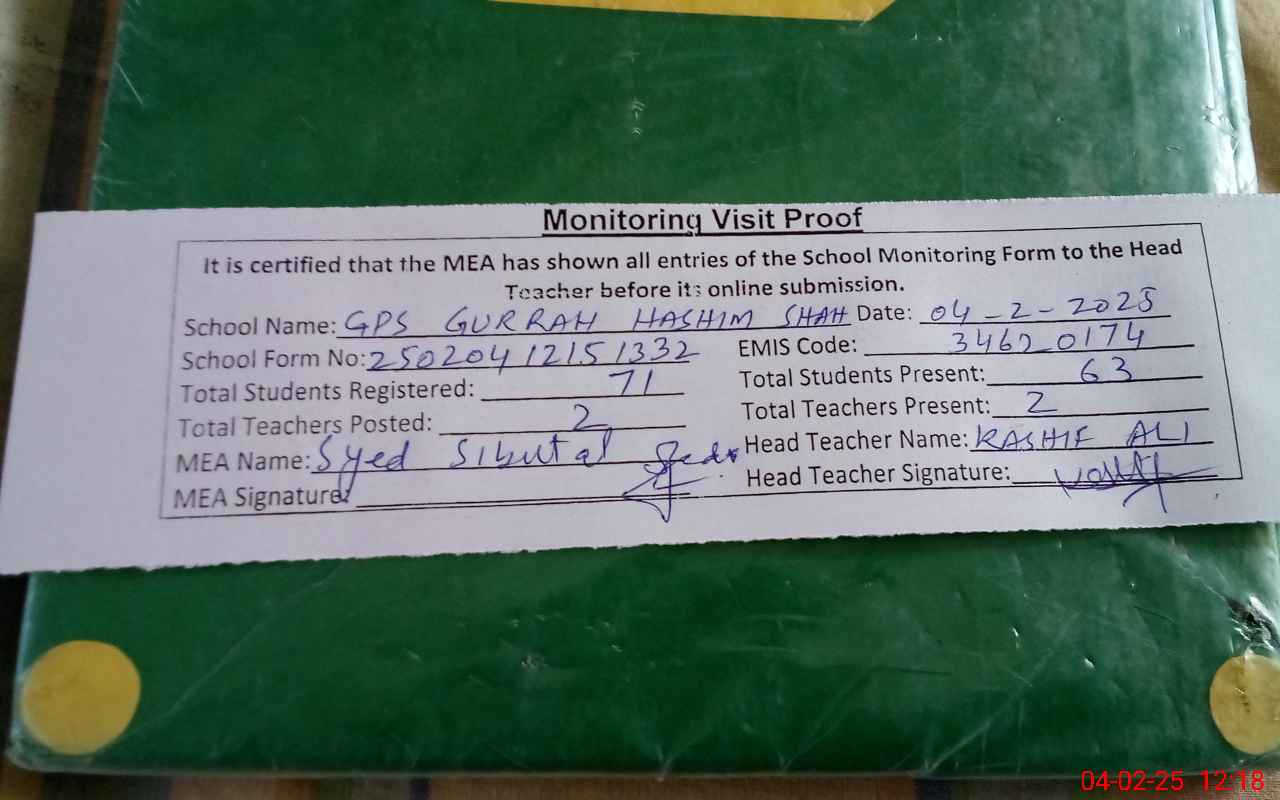 Monitoring Visit Proof
It is certified that the MEA has shown all entries of the School Monitoring Form to the Head
Teacher before its online submission.
School Name: GPS GURRAH HASHIM SHAH Date: 04-2-2025
School Form No: 25020412151332 EMIS Code: 34620174
Total Students Registered: 71 Total Students Present: 63
Total Teachers Posted: 2 Total Teachers Present: 2
MEA Name: Syed Head Teacher Name: KASHIF ALI
MEA Signature: Head Teacher Signature:
04-02-25 12:18